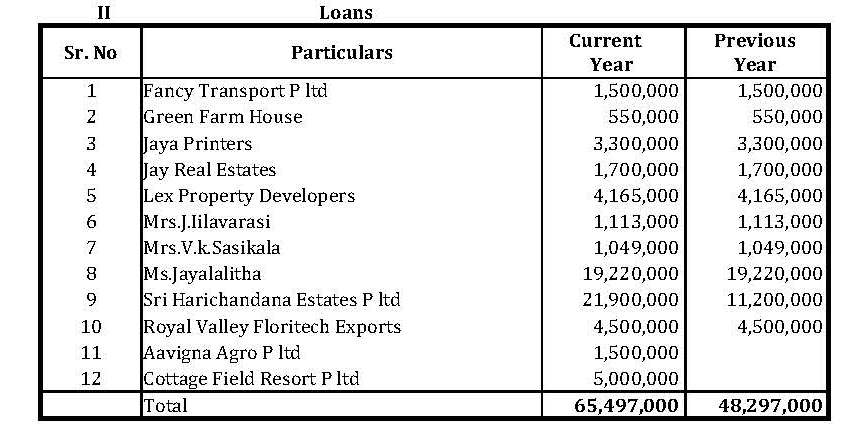 II Loans
Sr. No Particulars Current Year Previous Year
1 Fancy Transport P ltd 1,500,000 1,500,000
2 Green Farm House 550,000 550,000
3 Jaya Printers 3,300,000 3,300,000
4 Jay Real Estates 1,700,000 1,700,000
5 Lex Property Developers 4,165,000 4,165,000
6 Mrs.J.Iilavarasi 1,113,000 1,113,000
7 Mrs.V.k.Sasikala 1,049,000 1,049,000
8 Ms.Jayalalitha 19,220,000 19,220,000
9 Sri Harichandana Estates P ltd 21,900,000 11,200,000
10 Royal Valley Floritech Exports 4,500,000 4,500,000
11 Aavigna Agro P ltd 1,500,000
12 Cottage Field Resort P ltd 5,000,000
Total 65,497,000 48,297,000